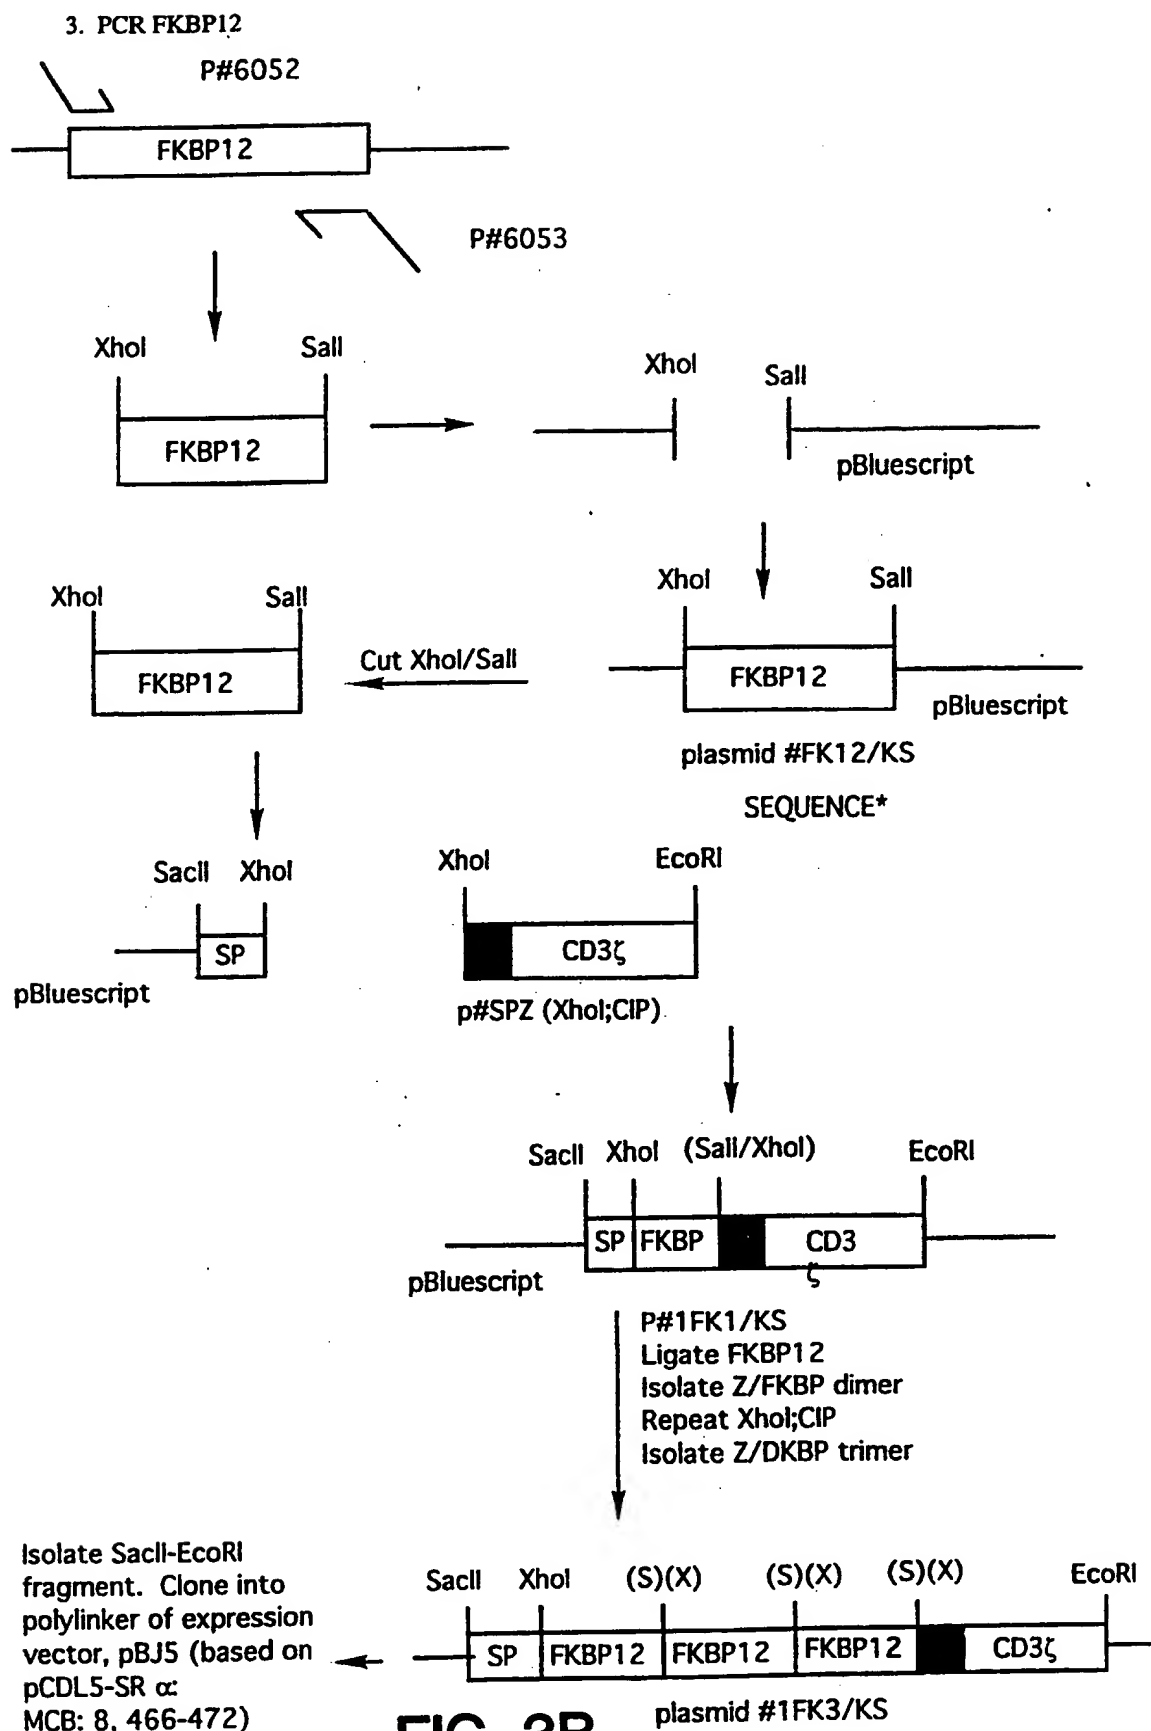 3. PCR FKBP12
P#6052
FKBP12
P#6053
XhoI SalI
FKBP12
XhoI SalI
pBluescript
XhoI SalI
FKBP12
Cut XhoI/SalI
XhoI SalI
FKBP12
pBluescript
plasmid #FK12/KS
SEQUENCE*
SacII XhoI
SP
pBluescript
XhoI EcoRI
CD3ζ
p#SPZ (XhoI;CIP)
SacII XhoI (SalI/XhoI) EcoRI
SP FKBP CD3
ζ
pBluescript
P#1FK1/KS
Ligate FKBP12
Isolate Z/FKBP dimer
Repeat XhoI;CIP
Isolate Z/DKBP trimer
Isolate SacII-EcoRI
fragment. Clone into
polylinker of expression
vector, pBJ5 (based on
pCDL5-SR α:
MCB: 8, 466-472)
SacII XhoI (S)(X) (S)(X) (S)(X) EcoRI
SP FKBP12 FKBP12 FKBP12 CD3ζ
plasmid #1FK3/KS